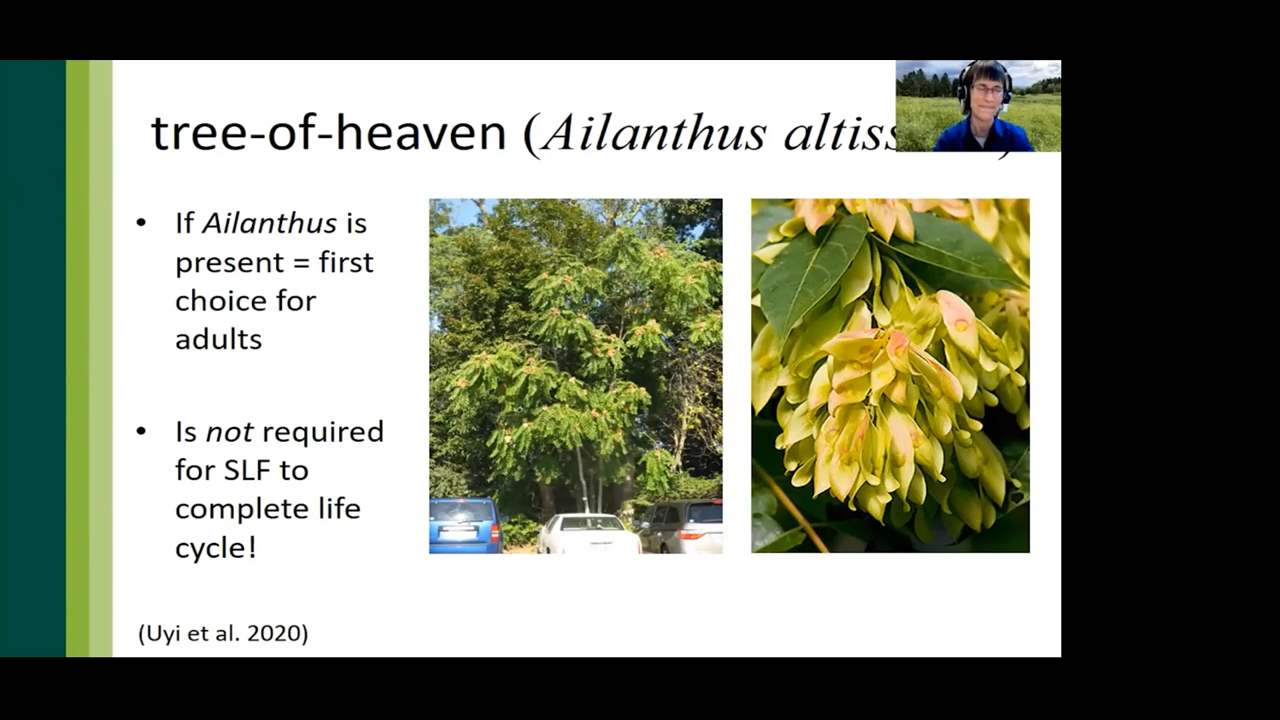 tree-of-heaven (Ailanthus
• If Ailanthus is
present = first
choice for
adults
• Is not required
for SLF to
complete life
cycle!
(Uyi et al. 2020)